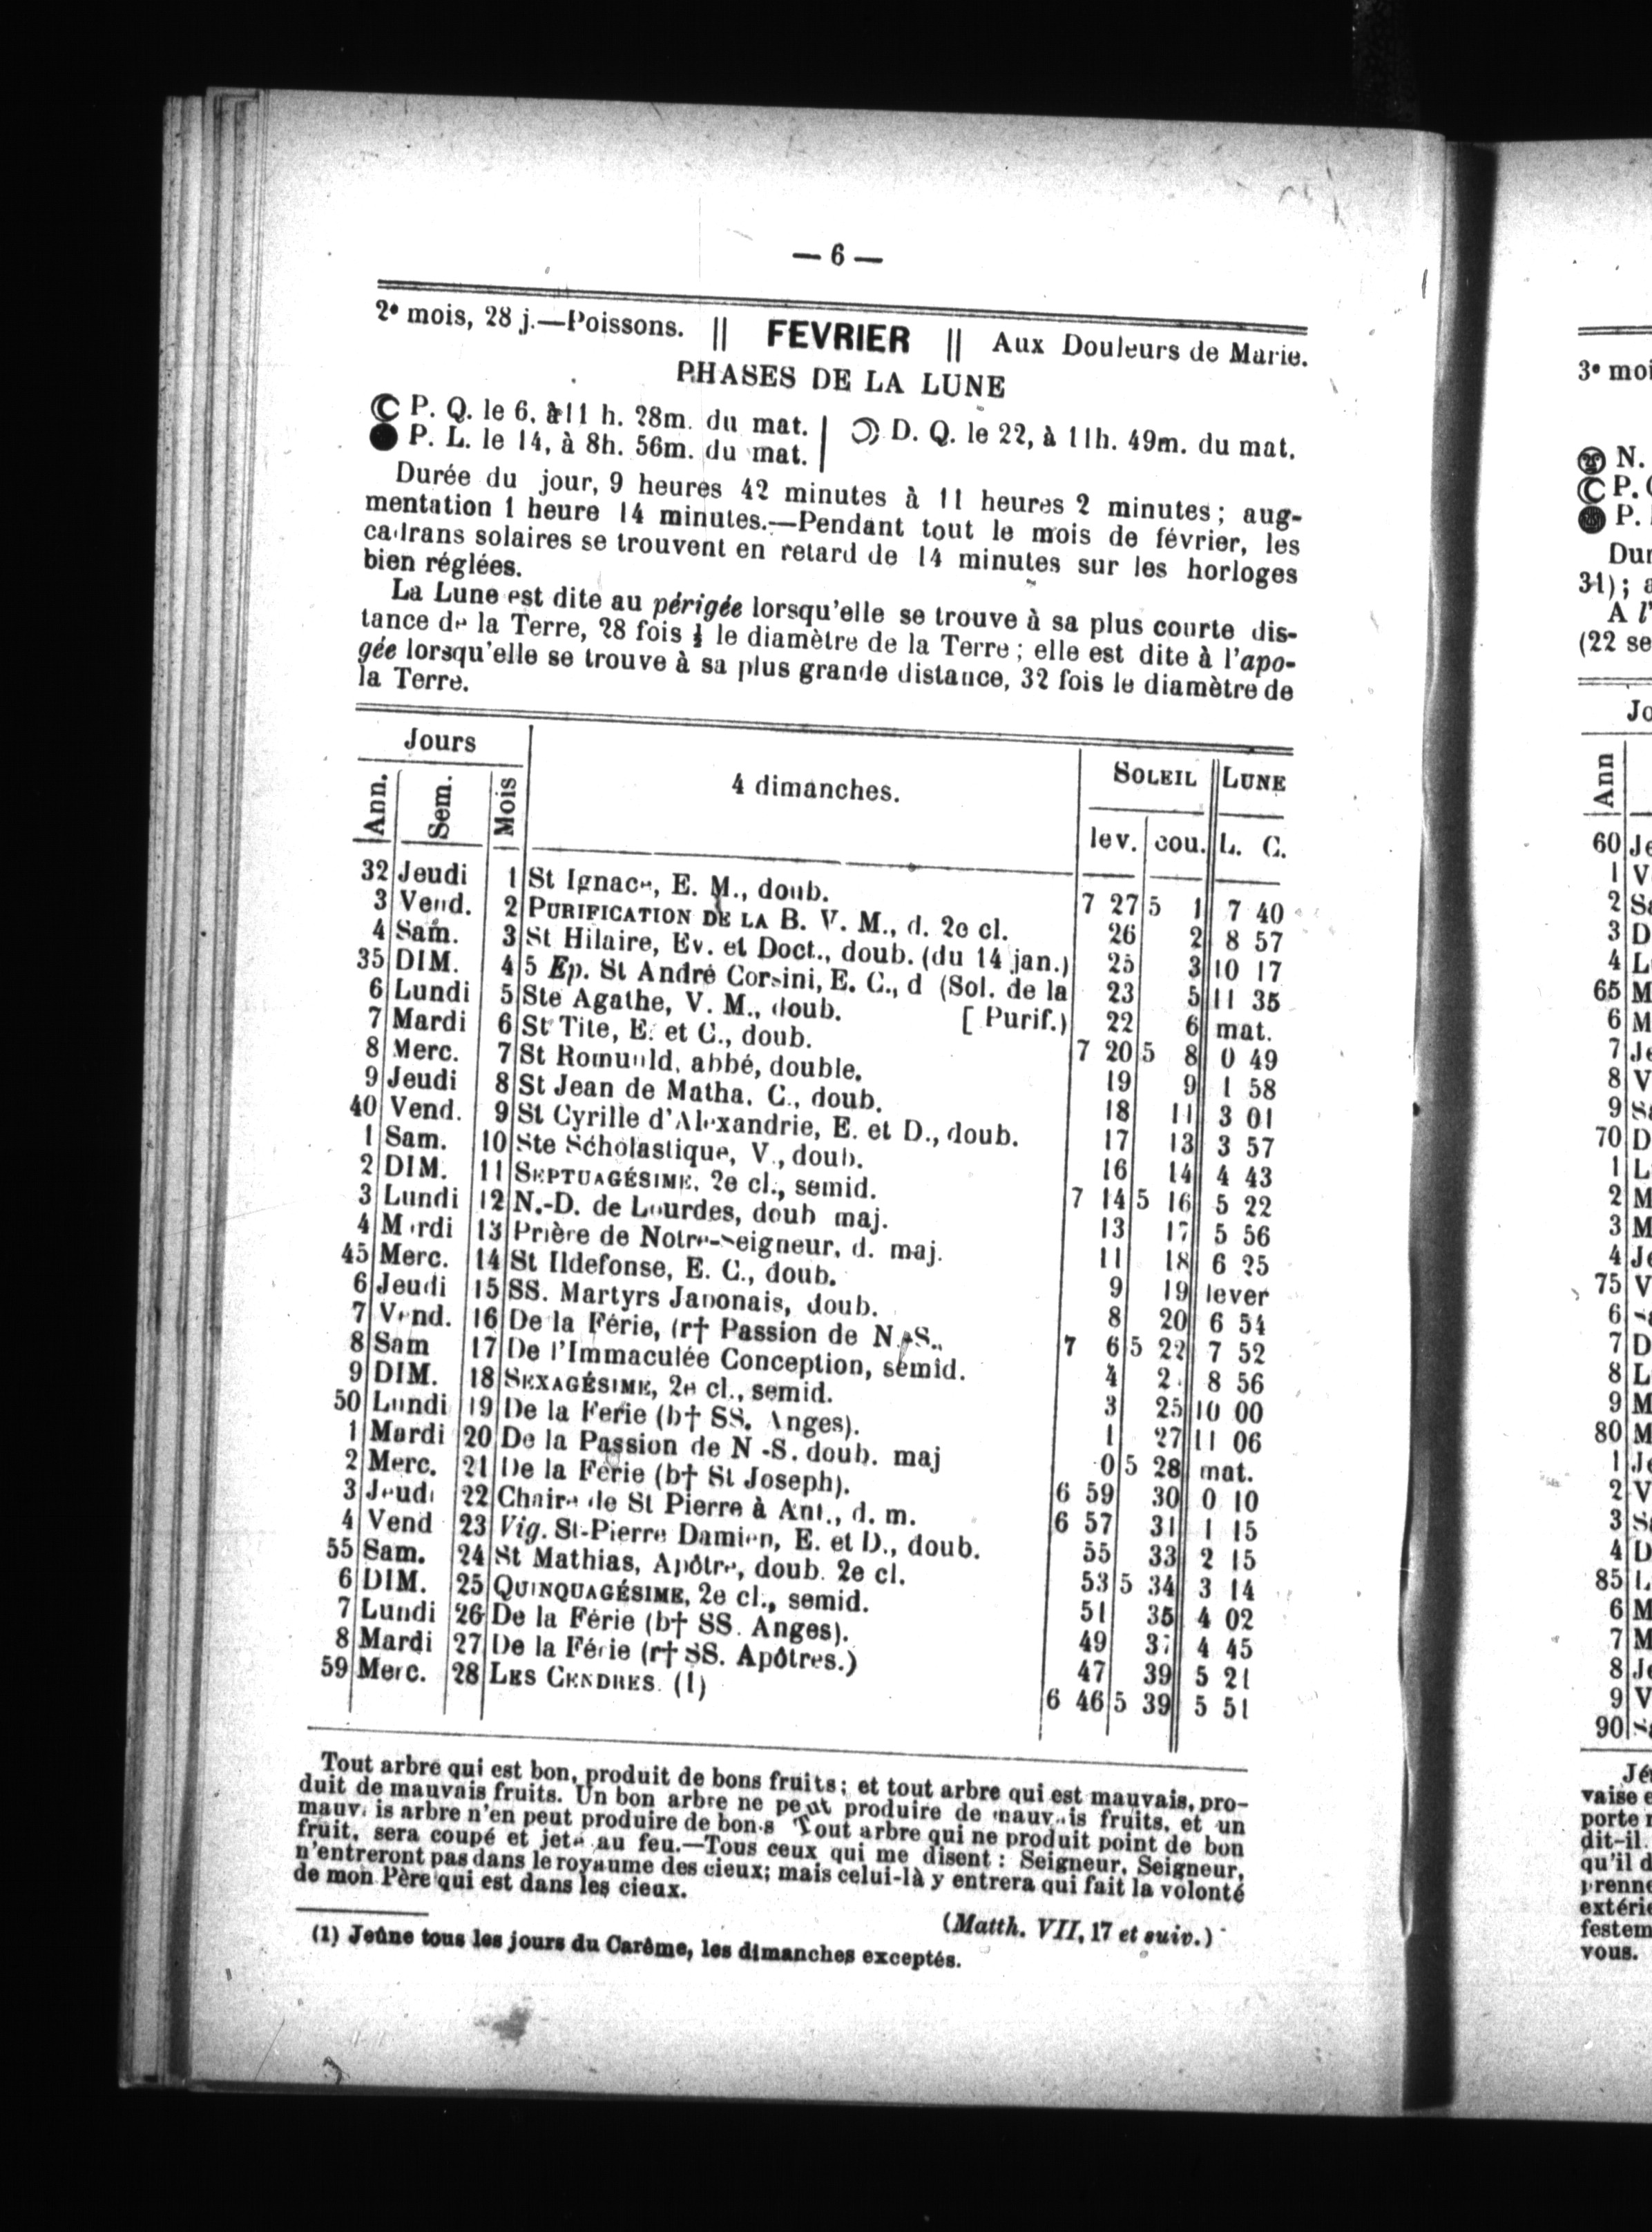 — 6 —
2e mois, 28 j.—Poissons. || FEVRIER || Aux Douleurs de Marie.
PHASES DE LA LUNE
P. Q. le 6, à 11 h. 28m. du mat. | D. Q. le 22, à 11h. 49m. du mat.
P. L. le 14, à 8h. 56m. du mat.
Durée du jour, 9 heures 42 minutes à 11 heures 2 minutes ; aug-
mentation 1 heure 14 minutes.—Pendant tout le mois de février, les
cadrans solaires se trouvent en retard de 14 minutes sur les horloges
bien réglées.
La Lune est dite au périgée lorsqu'elle se trouve à sa plus courte dis-
tance de la Terre, 28 fois ½ le diamètre de la Terre ; elle est dite à l'apo-
gée lorsqu'elle se trouve à sa plus grande distance, 32 fois le diamètre de
la Terre.
Jours 4 dimanches. SOLEIL LUNE
Ann. Sem. Mois lev. cou. L. C.
32 Jeudi 1 St Ignace, E. M., doub. 7 27 5 1 7 40
3 Vend. 2 PURIFICATION DE LA B. V. M., d. 2e cl. 26 2 8 57
4 Sam. 3 St Hilaire, Ev. et Doct., doub. (du 14 jan.) 25 3 10 17
35 DIM. 4 5 Ep. St André Corsini, E. C., d (Sol. de la 23 5 11 35
6 Lundi 5 Ste Agathe, V. M., doub. [ Purif.) 22 6 mat.
7 Mardi 6 St Tite, E. et C., doub. 7 20 5 8 0 49
8 Merc. 7 St Romuald, abbé, double. 19 9 1 58
9 Jeudi 8 St Jean de Matha, C., doub. 18 11 3 01
40 Vend. 9 St Cyrille d'Alexandrie, E. et D., doub. 17 13 3 57
1 Sam. 10 Ste Scholastique, V., doub. 16 14 4 43
2 DIM. 11 SEPTUAGÉSIME, 2e cl., semid. 7 14 5 16 5 22
3 Lundi 12 N.-D. de Lourdes, doub maj. 13 17 5 56
4 Mardi 13 Prière de Notre-Seigneur, d. maj. 11 18 6 25
45 Merc. 14 St Ildefonse, E. C., doub. 9 19 lever
6 Jeudi 15 SS. Martyrs Japonais, doub. 8 20 6 54
7 Vend. 16 De la Férie, (r† Passion de N.-S., 7 6 5 22 7 52
8 Sam 17 De l'Immaculée Conception, semid. 4 2 8 56
9 DIM. 18 SEXAGÉSIME, 2e cl., semid. 3 25 10 00
50 Lundi 19 De la Ferie (b† SS. Anges). 1 27 11 06
1 Mardi 20 De la Passion de N -S. doub. maj 0 5 28 mat.
2 Merc. 21 De la Férie (b† St Joseph). 6 59 30 0 10
3 Jeudi 22 Chaire de St Pierre à Ant., d. m. 6 57 31 1 15
4 Vend 23 Vig. St-Pierre Damien, E. et D., doub. 55 33 2 15
55 Sam. 24 St Mathias, Apôtre, doub. 2e cl. 53 5 34 3 14
6 DIM. 25 QUINQUAGÉSIME, 2e cl., semid. 51 35 4 02
7 Lundi 26 De la Férie (b† SS. Anges). 49 37 4 45
8 Mardi 27 De la Férie (r† SS. Apôtres.) 47 39 5 21
59 Merc. 28 LES CENDRES. (1) 6 46 5 39 5 51
Tout arbre qui est bon, produit de bons fruits ; et tout arbre qui est mauvais, pro-
duit de mauvais fruits. Un bon arbre ne peut produire de mauvais fruits, et un
mauvais arbre n'en peut produire de bons Tout arbre qui ne produit point de bon
fruit, sera coupé et jeté au feu.—Tous ceux qui me disent : Seigneur, Seigneur,
n'entreront pas dans le royaume des cieux; mais celui-là y entrera qui fait la volonté
de mon Père qui est dans les cieux.
(Matth. VII, 17 et suiv.)
(1) Jeûne tous les jours du Carême, les dimanches exceptés.